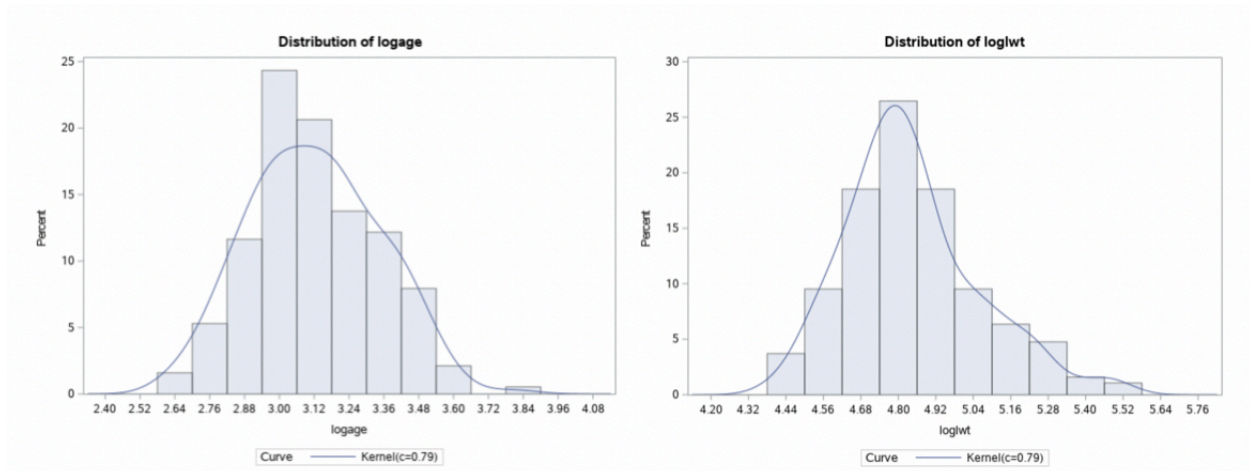 Distribution of logage
25
20
15
10
5
0
Percent
2.40 2.52 2.64 2.76 2.88 3.00 3.12 3.24 3.36 3.48 3.60 3.72 3.84 3.96 4.08
logage
Curve Kernel(c=0.79)
Distribution of loglwt
30
25
20
15
10
5
0
Percent
4.20 4.32 4.44 4.56 4.68 4.80 4.92 5.04 5.16 5.28 5.40 5.52 5.64 5.76
loglwt
Curve Kernel(c=0.79)